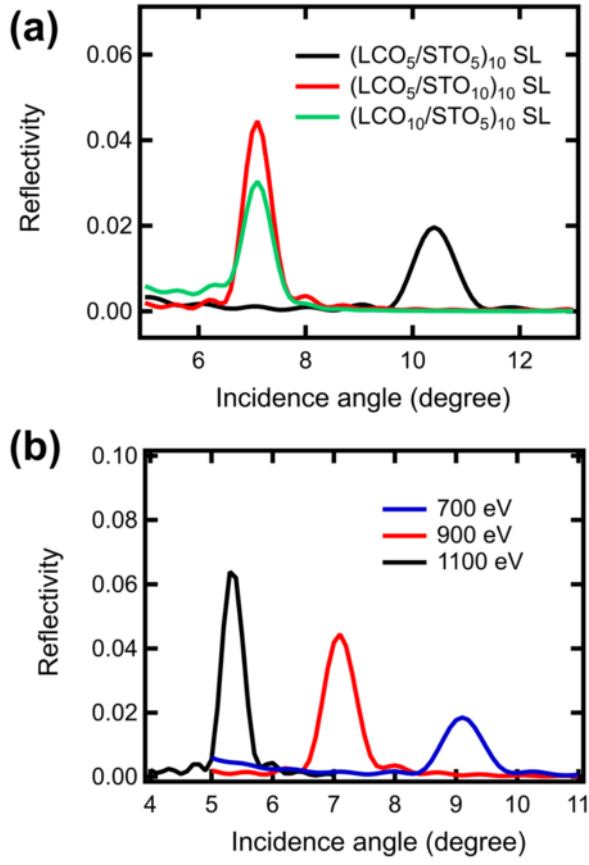 (a)
0.06
0.04
0.02
0.00
Reflectivity
(LCO₅/STO₅)₁₀ SL
(LCO₅/STO₁₀)₁₀ SL
(LCO₁₀/STO₅)₁₀ SL
6 8 10 12
Incidence angle (degree)
(b)
0.10
0.08
0.06
0.04
0.02
0.00
Reflectivity
700 eV
900 eV
1100 eV
4 5 6 7 8 9 10 11
Incidence angle (degree)